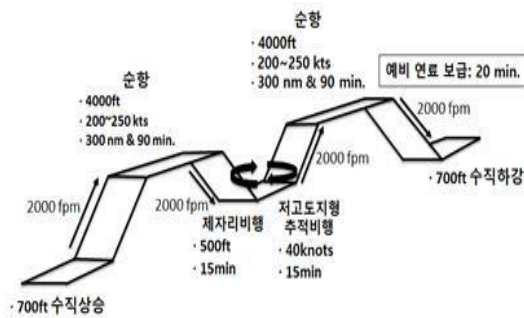 순항
· 4000ft
· 200~250 kts
· 300 nm & 90 min.
순항
· 4000ft
· 200~250 kts
· 300 nm & 90 min.
예비 연료 보급: 20 min.
2000 fpm
2000 fpm
2000 fpm
2000 fpm
제자리비행
· 500ft
· 15min
저고도지형
추적비행
· 40knots
· 15min
· 700ft 수직하강
· 700ft 수직상승